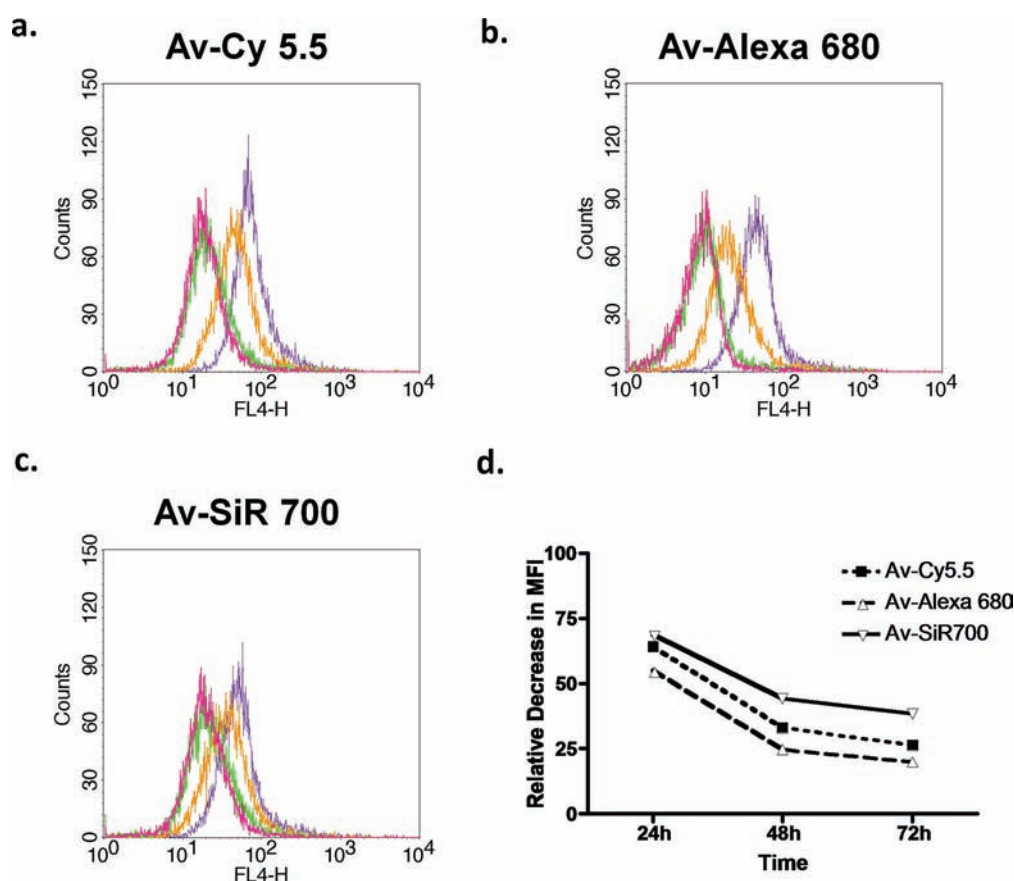 a.
Av-Cy 5.5
150
120
90
60
30
0
Counts
10^0 10^1 10^2 10^3 10^4
FL4-H
b.
Av-Alexa 680
150
120
90
60
30
0
Counts
10^0 10^1 10^2 10^3 10^4
FL4-H
c.
Av-SiR 700
150
120
90
60
30
0
Counts
10^0 10^1 10^2 10^3 10^4
FL4-H
d.
100
75
50
25
0
Relative Decrease in MFI
Av-Cy5.5
Av-Alexa 680
Av-SiR700
24h 48h 72h
Time